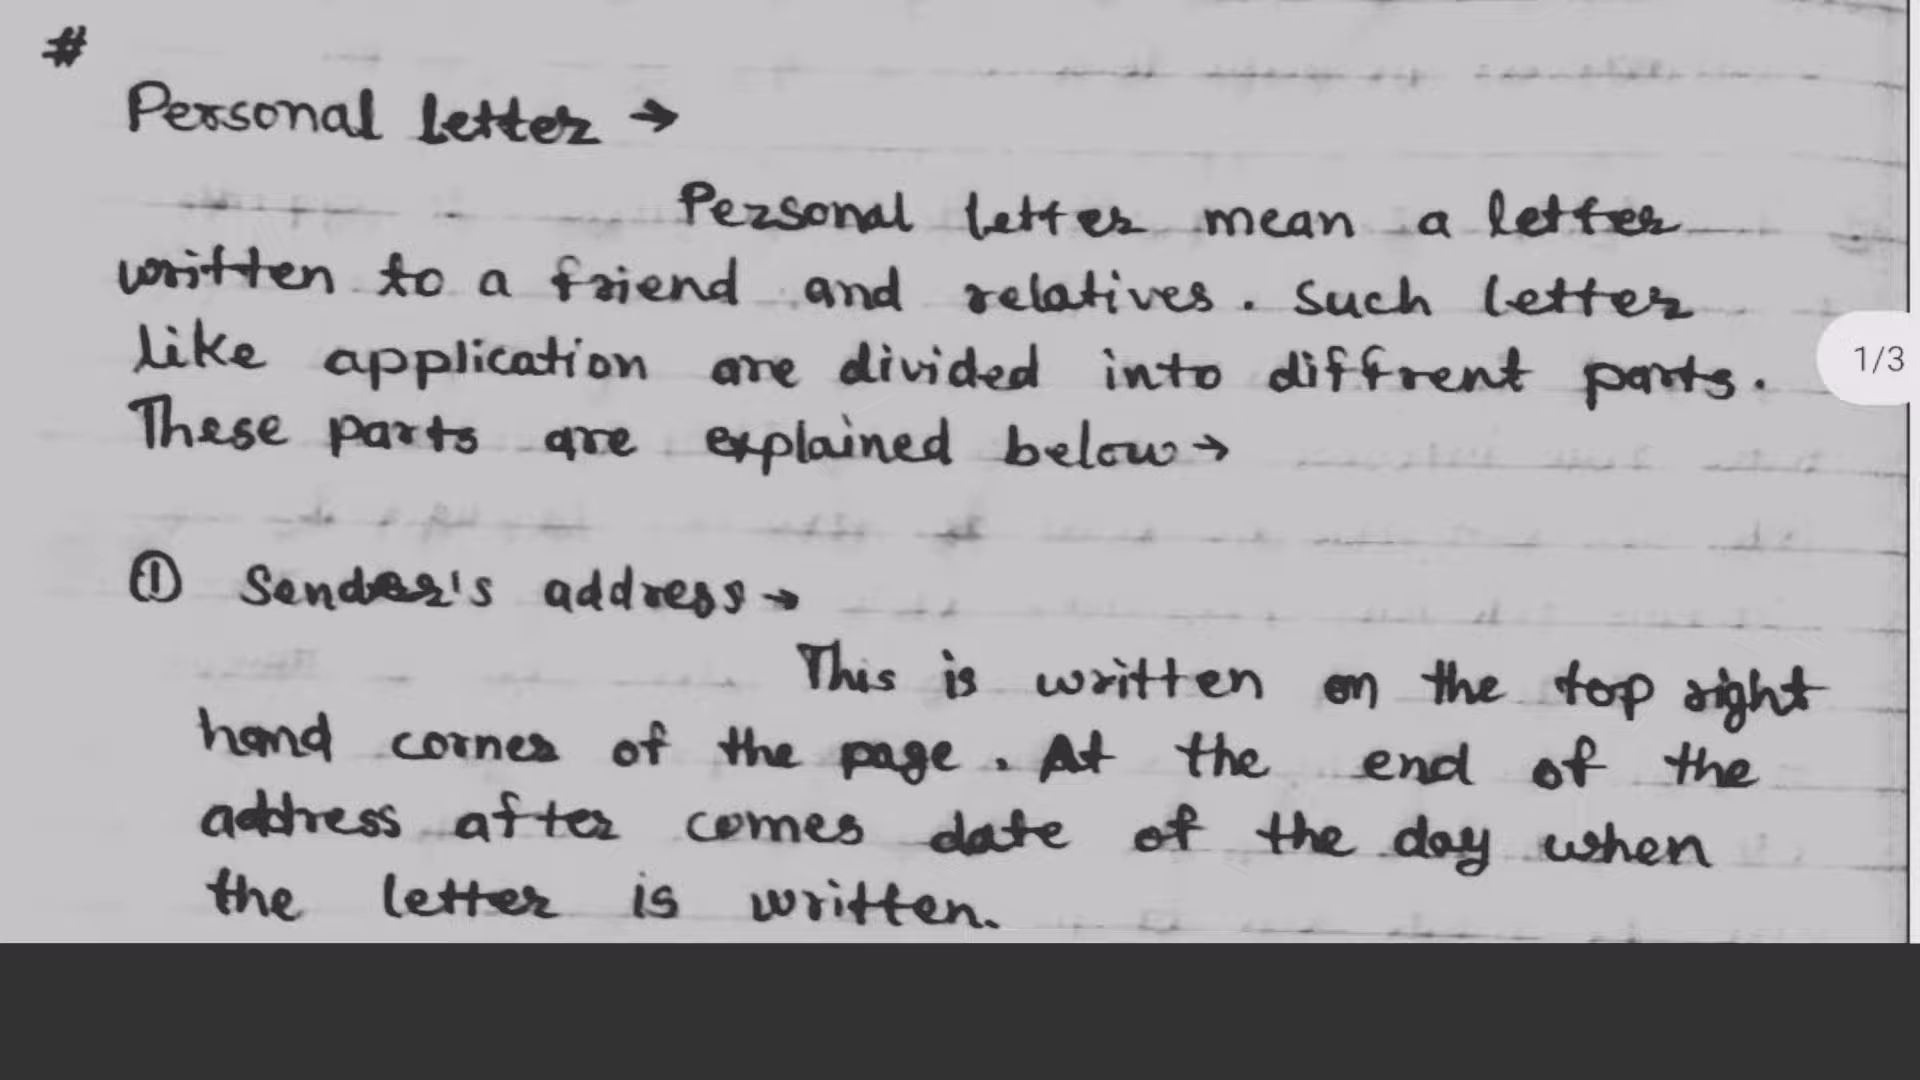 #
Personal letter →
Personal letter mean a letter
written to a friend and relatives. Such letter
like application are divided into diffrent parts.
These parts are explained below →
① Sender's address →
This is written on the top right
hand corner of the page. At the end of the
address after comes date of the day when
the letter is written.
1/3